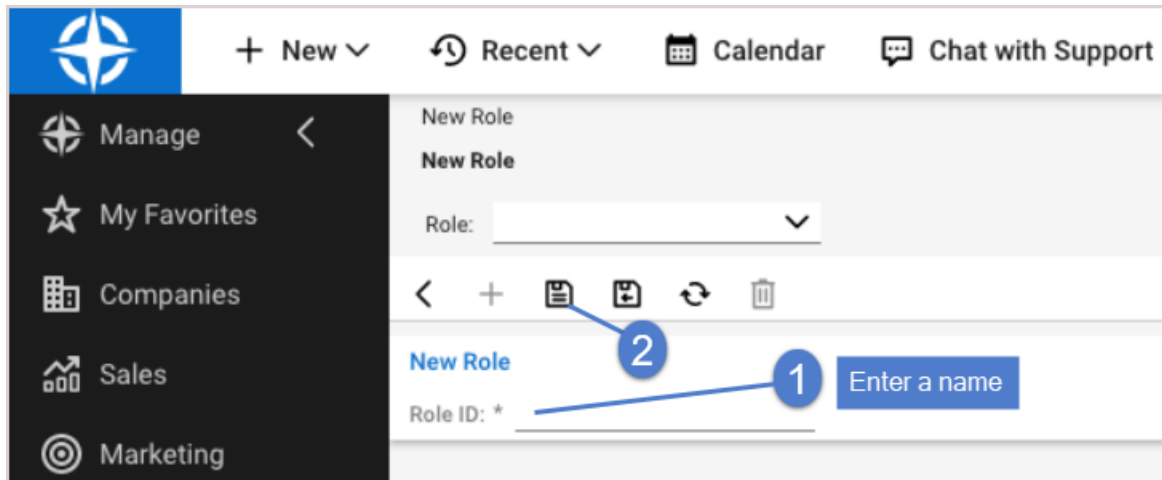 New Recent Calendar Chat with Support
Manage
My Favorites
Companies
Sales
Marketing
New Role
New Role
Role:
2
New Role
1 Enter a name
Role ID: *